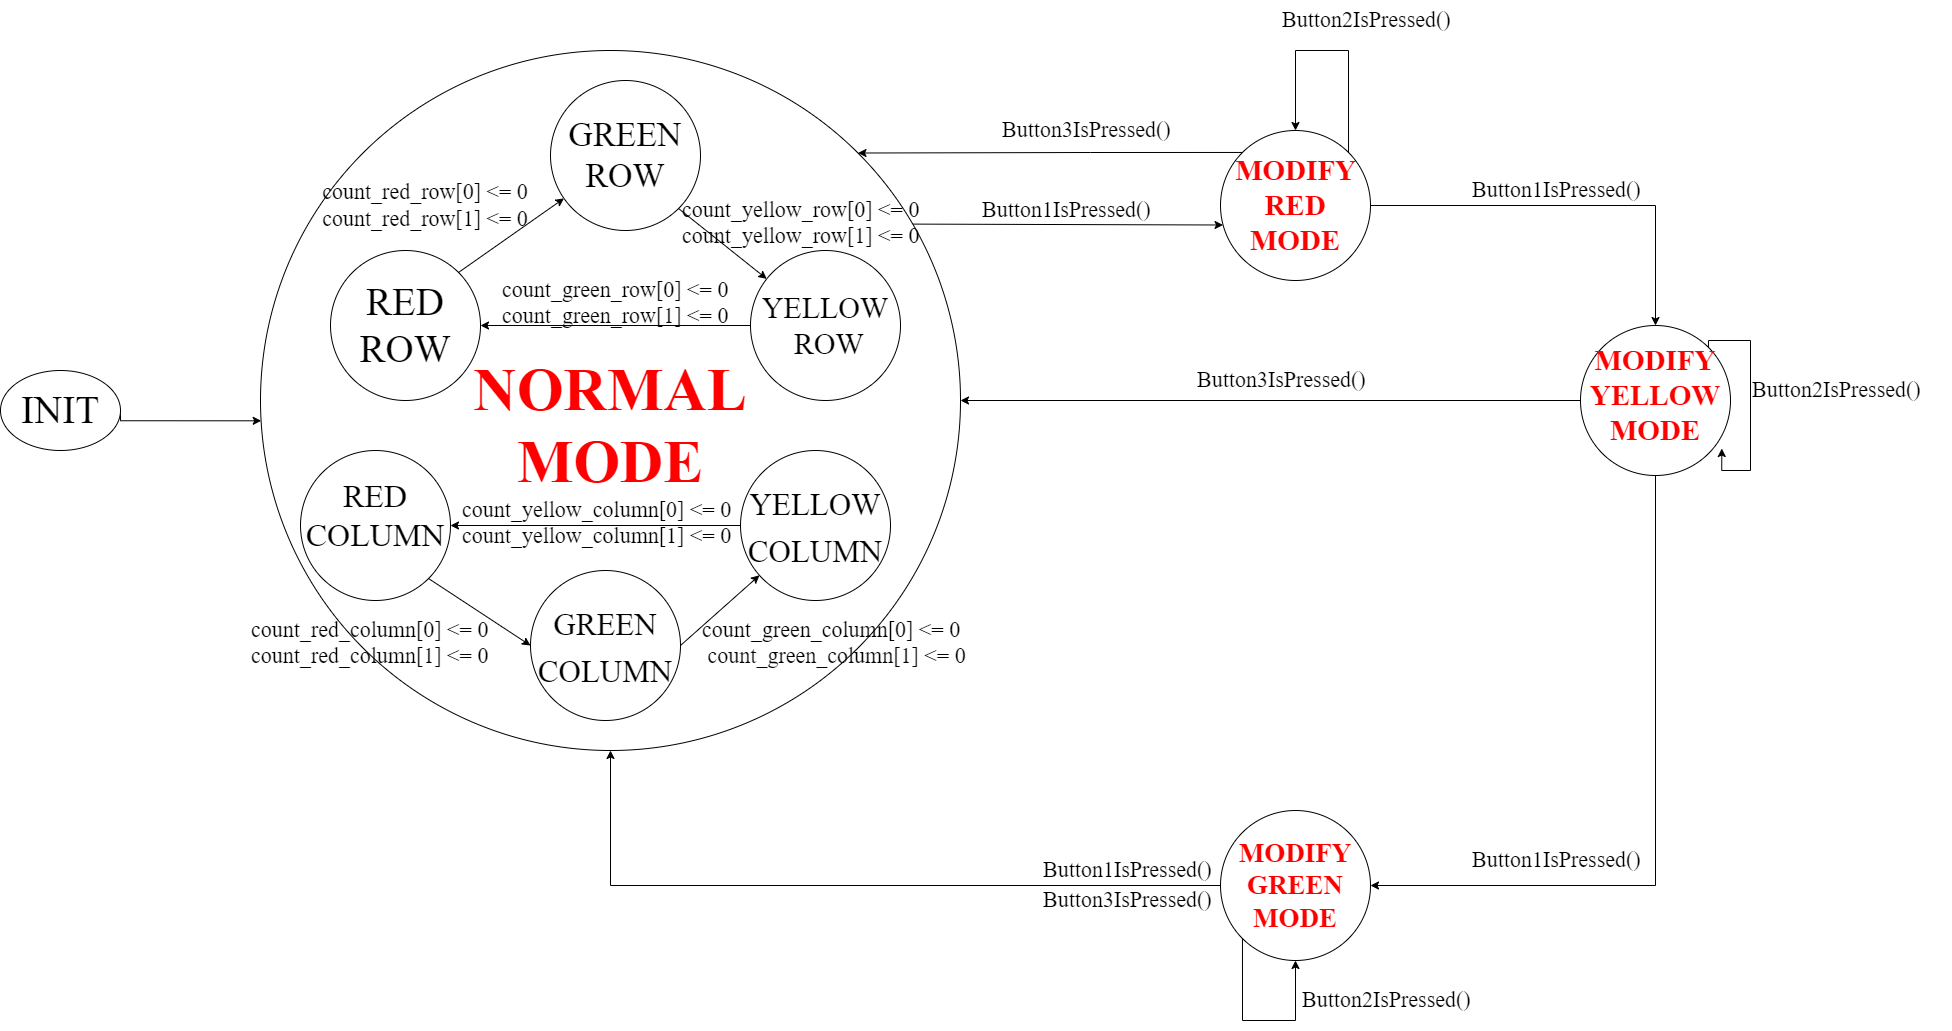 Button2IsPressed()
GREEN
ROW
Button3IsPressed()
MODIFY
RED
MODE
count_red_row[0] <= 0
count_red_row[1] <= 0
count_yellow_row[0] <= 0
count_yellow_row[1] <= 0
Button1IsPressed()
Button1IsPressed()
RED
ROW
count_green_row[0] <= 0
count_green_row[1] <= 0
YELLOW
ROW
NORMAL
MODE
INIT
Button3IsPressed()
MODIFY
YELLOW
MODE
Button2IsPressed()
RED
COLUMN
count_yellow_column[0] <= 0
count_yellow_column[1] <= 0
YELLOW
COLUMN
count_red_column[0] <= 0
count_red_column[1] <= 0
GREEN
COLUMN
count_green_column[0] <= 0
count_green_column[1] <= 0
Button1IsPressed()
Button3IsPressed()
MODIFY
GREEN
MODE
Button1IsPressed()
Button2IsPressed()